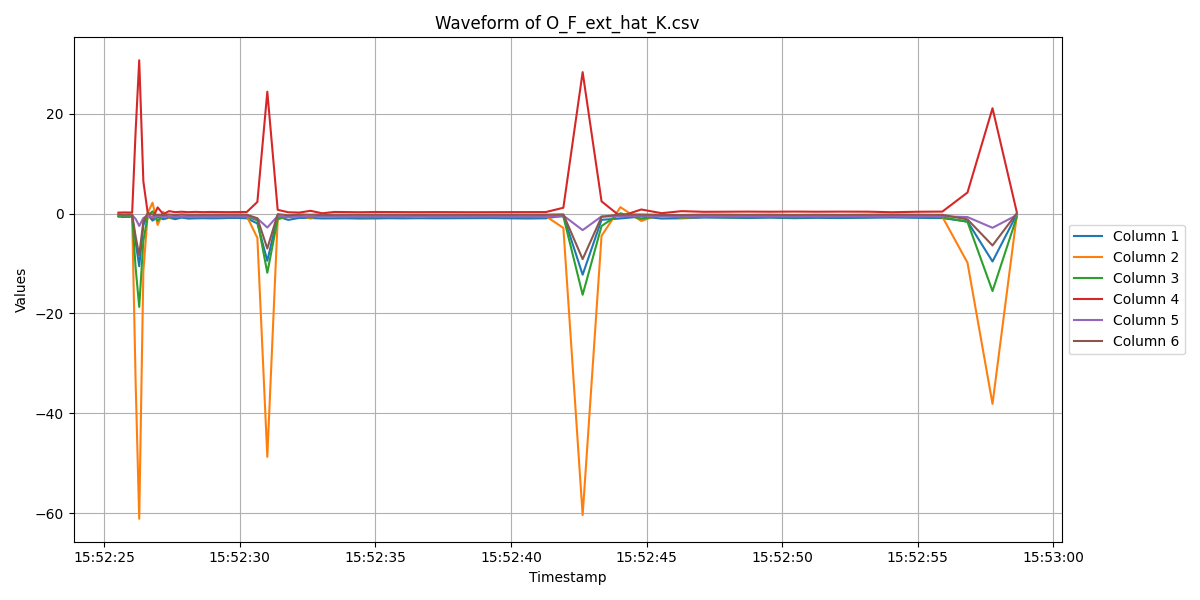 Waveform of O_F_ext_hat_K.csv
Values
20
0
−20
−40
−60
15:52:25
15:52:30
15:52:35
15:52:40
15:52:45
15:52:50
15:52:55
15:53:00
Timestamp
Column 1
Column 2
Column 3
Column 4
Column 5
Column 6